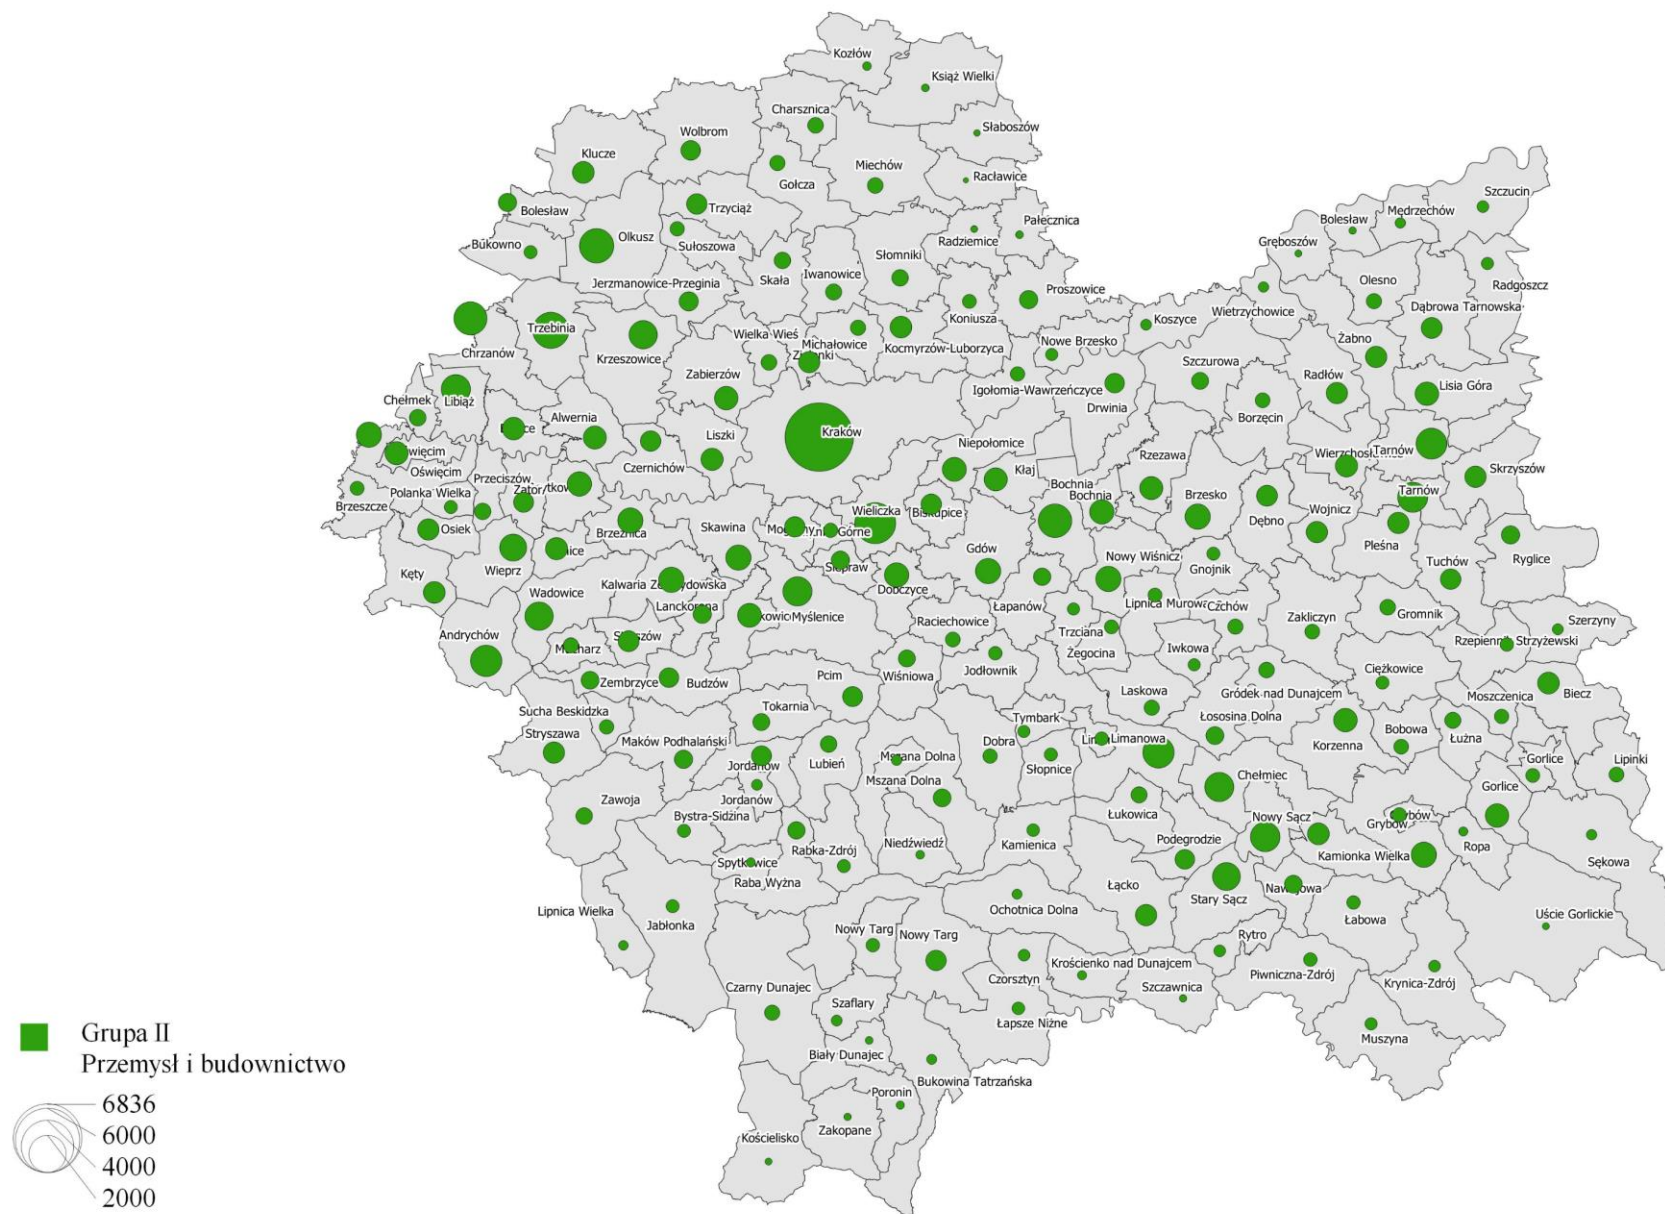 Kozłów
Książ Wielki
Charsznica
Słaboszów
Wolbrom
Klucze
Miechów
Gołcza
Racławice
Szczucin
Bolesław
Trzyciąż
Pałecznica
Bolesław
Mędrzechów
Olkusz
Radziemice
Bukowno
Sułoszowa
Gręboszów
Słomniki
Skała
Iwanowice
Jerzmanowice-Przeginia
Olesno
Radgoszcz
Proszowice
Wietrzychowice
Dąbrowa Tarnowska
Koniusza
Koszyce
Trzebinia
Wielka Wieś
Michałowice
Nowe Brzesko
Żabno
Chrzanów
Krzeszowice
Kocmyrzów-Luborzyca
Szczurowa
Zabierzów
Radłów
Lisia Góra
Igołomia-Wawrzeńczyce
Chełmek
Libiąż
Drwinia
Borzęcin
Alwernia
Kraków
Liszki
Niepołomice
Tarnów
Oświęcim
Czernichów
Kłaj
Rzezawa
Skrzyszów
Przeciszów
Bochnia
Polanka Wielka
Zator
Bochnia
Brzesko
Tarnów
Brzeszcze
Wieliczka
Wojnicz
Osiek
Brzeźnica
Skawina
Dębno
Pleśna
Gdów
Nowy Wiśnicz
Tuchów
Ryglice
Wieprz
Gnojnik
Kęty
Kalwaria Zebrzydowska
Dobczyce
Wadowice
Lanckorona
Łapanów
Lipnica Murowana
Czchów
Zakliczyn
Gromnik
Myślenice
Raciechowice
Trzciana
Szerzyny
Andrychów
Rzepiennik Strzyżewski
Żegocina
Iwkowa
Mucharz
Wiśniowa
Jodłownik
Ciężkowice
Zembrzyce
Budzów
Pcim
Laskowa
Gródek nad Dunajcem
Moszczenica
Biecz
Sucha Beskidzka
Tokarnia
Tymbark
Łososina Dolna
Stryszawa
Korzenna
Bobowa
Łużna
Maków Podhalański
Limanowa
Dobra
Mszana Dolna
Słopnice
Lubień
Gorlice
Lipinki
Jordanów
Chełmiec
Mszana Dolna
Gorlice
Zawoja
Jordanów
Bystra-Sidzina
Łukowica
Nowy Sącz
Grybów
Grybów
Podegrodzie
Niedźwiedź
Kamienica
Rabka-Zdrój
Kamionka Wielka
Ropa
Spytkowice
Sękowa
Raba Wyżna
Łącko
Nawojowa
Stary Sącz
Lipnica Wielka
Ochotnica Dolna
Łabowa
Uście Gorlickie
Jabłonka
Nowy Targ
Nowy Targ
Rytro
Krościenko nad Dunajcem
Piwniczna-Zdrój
Czorsztyn
Krynica-Zdrój
Czarny Dunajec
Szczawnica
Szaflary
Łapsze Niżne
Muszyna
Biały Dunajec
Bukowina Tatrzańska
Poronin
Zakopane
Kościelisko
Grupa II
Przemysł i budownictwo
6836
6000
4000
2000